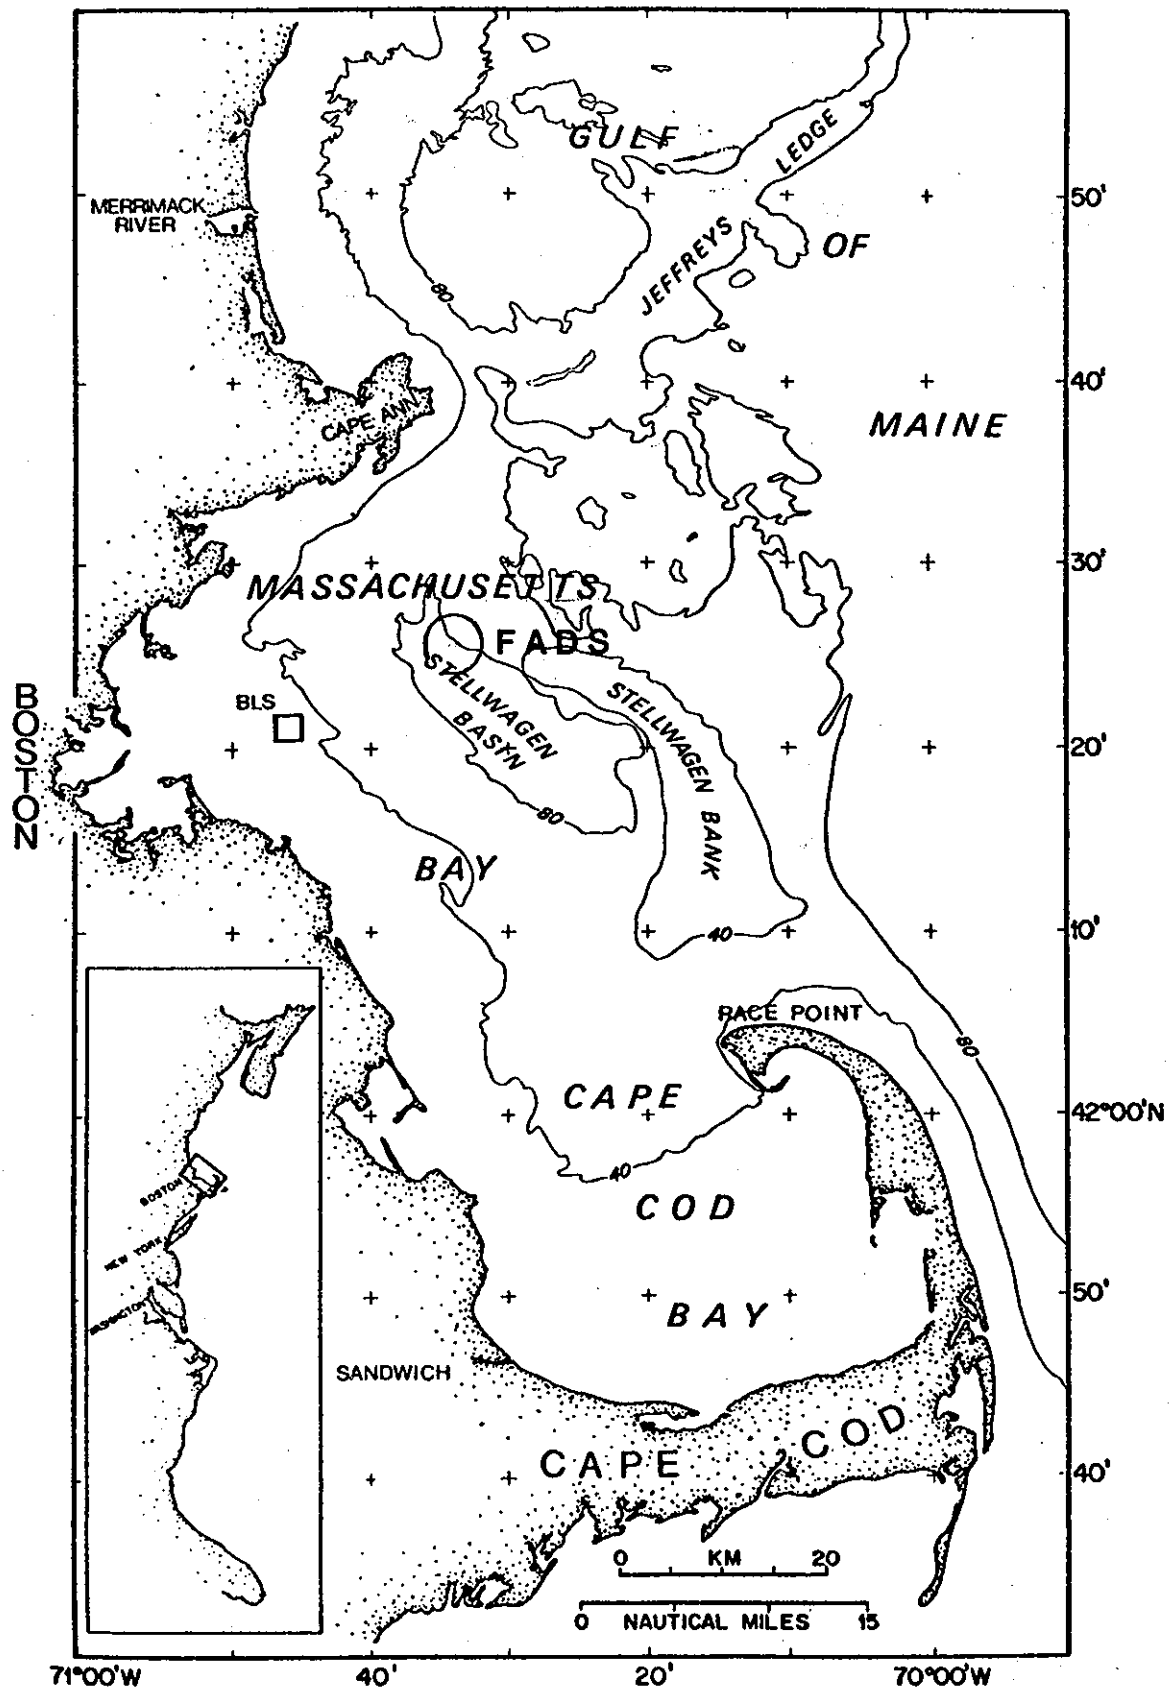 GULF
LEDGE
MERRIMACK
RIVER
50'
JEFFREYS
OF
80
40'
CAPE ANN
MAINE
30'
MASSACHUSETTS
FADS
BLS
STELLWAGEN
BASIN
STELLWAGEN BANK
BOSTON
20'
80
BAY
40
10'
RACE POINT
80
CAPE
42°00'N
40
COD
BOSTON
NEW YORK
WASHINGTON
50'
BAY
SANDWICH
CAPE COD
40'
0 KM 20
0 NAUTICAL MILES 15
71°00'W 40' 20' 70°00'W